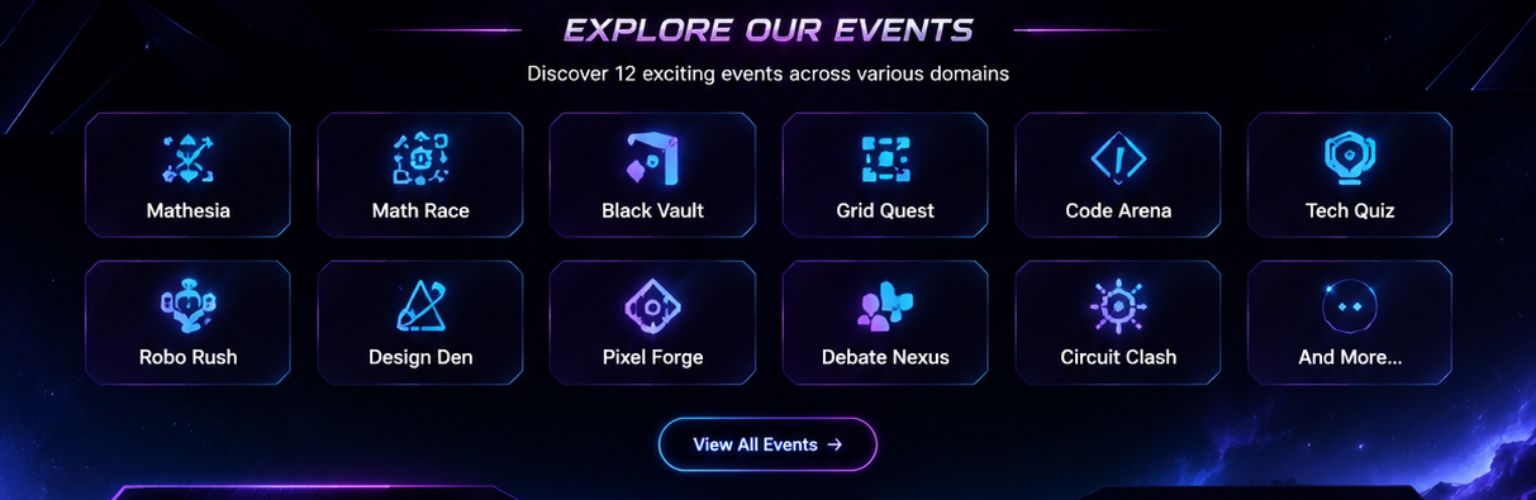 EXPLORE OUR EVENTS
Discover 12 exciting events across various domains
Mathesia
Math Race
Black Vault
Grid Quest
Code Arena
Tech Quiz
Robo Rush
Design Den
Pixel Forge
Debate Nexus
Circuit Clash
And More...
View All Events →